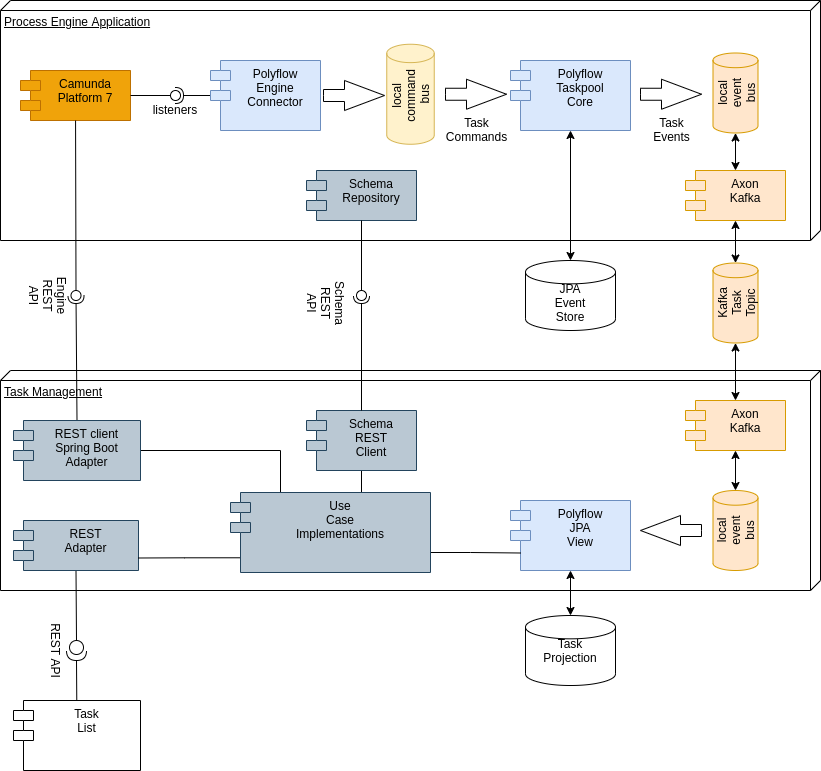 Process Engine Application
Camunda
Platform 7
listeners
Polyflow
Engine
Connector
local
command
bus
Task
Commands
Polyflow
Taskpool
Core
Task
Events
local
event
bus
Schema
Repository
Axon
Kafka
Engine
REST
API
Schema
REST
API
JPA
Event
Store
Kafka
Task
Topic
Task Management
REST client
Spring Boot
Adapter
Schema
REST
Client
Axon
Kafka
REST
Adapter
Use
Case
Implementations
Polyflow
JPA
View
local
event
bus
REST API
Task
Projection
Task
List